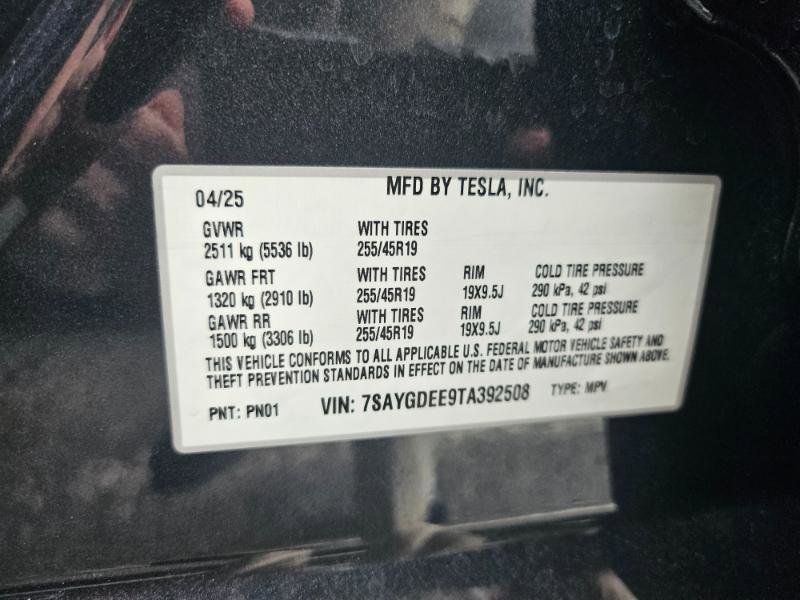 04/25 MFD BY TESLA, INC.
GVWR WITH TIRES
2511 kg (5536 lb) 255/45R19
GAWR FRT WITH TIRES RIM COLD TIRE PRESSURE
1320 kg (2910 lb) 255/45R19 19X9.5J 290 kPa, 42 psi
GAWR RR WITH TIRES RIM COLD TIRE PRESSURE
1500 kg (3306 lb) 255/45R19 19X9.5J 290 kPa, 42 psi
THIS VEHICLE CONFORMS TO ALL APPLICABLE U.S. FEDERAL MOTOR VEHICLE SAFETY AND
THEFT PREVENTION STANDARDS IN EFFECT ON THE DATE OF MANUFACTURE SHOWN ABOVE.
PNT: PN01 VIN: 7SAYGDEE9TA392508 TYPE: MPV